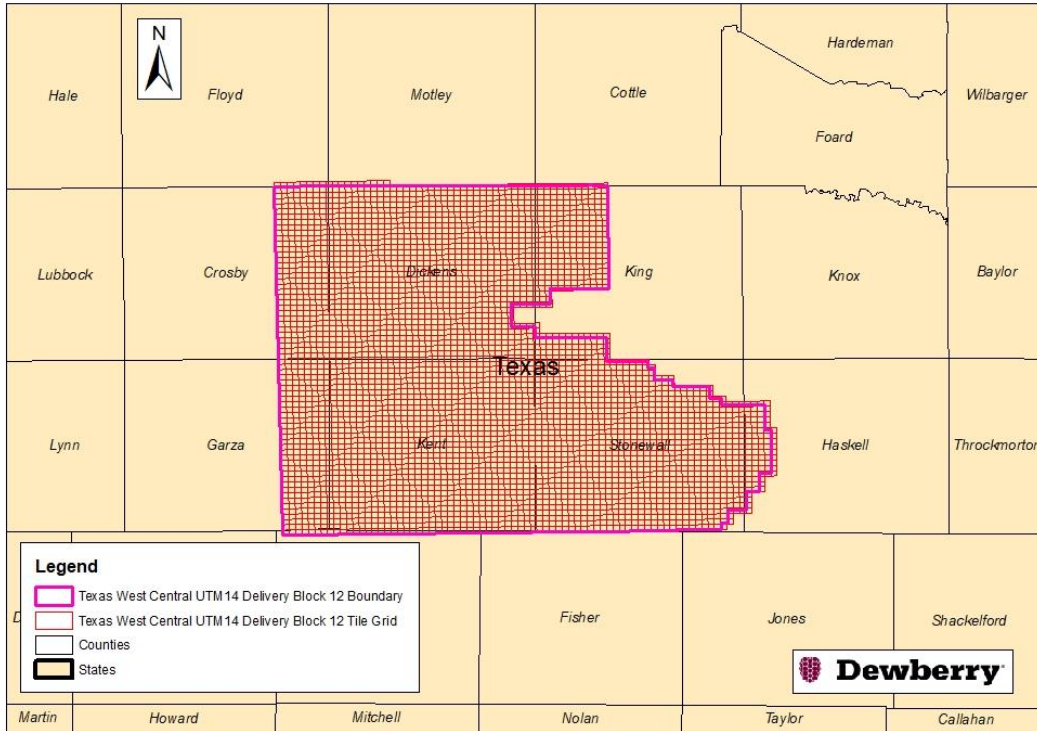 N
Hardeman
Hale
Floyd
Motley
Cottle
Wilbarger
Foard
Lubbock
Crosby
Dickens
King
Knox
Baylor
Texas
Lynn
Garza
Kent
Stonewall
Haskell
Throckmorton
Legend
Texas West Central UTM14 Delivery Block 12 Boundary
Texas West Central UTM14 Delivery Block 12 Tile Grid
Counties
States
D
Fisher
Jones
Shackelford
Dewberry
Martin
Howard
Mitchell
Nolan
Taylor
Callahan